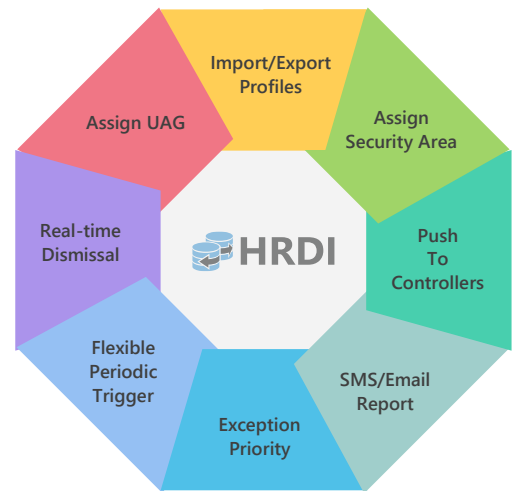 Import/Export
Profiles
Assign
Security Area
Push
To
Controllers
SMS/Email
Report
Exception
Priority
Flexible
Periodic
Trigger
Real-time
Dismissal
Assign UAG
HRDI